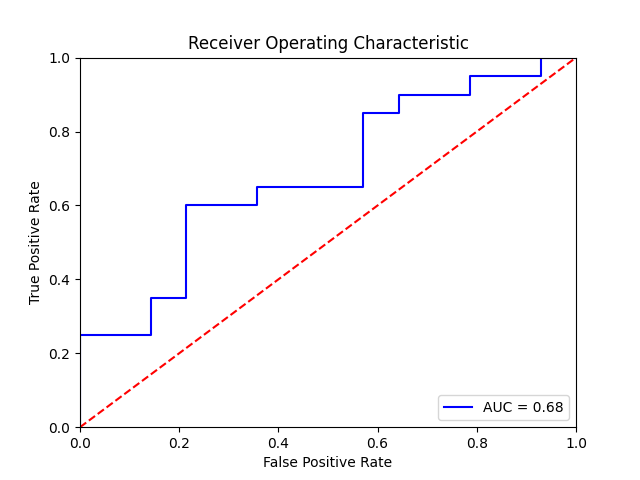 Receiver Operating Characteristic
1.0
0.8
0.6
0.4
0.2
0.0
True Positive Rate
AUC = 0.68
0.0 0.2 0.4 0.6 0.8 1.0
False Positive Rate